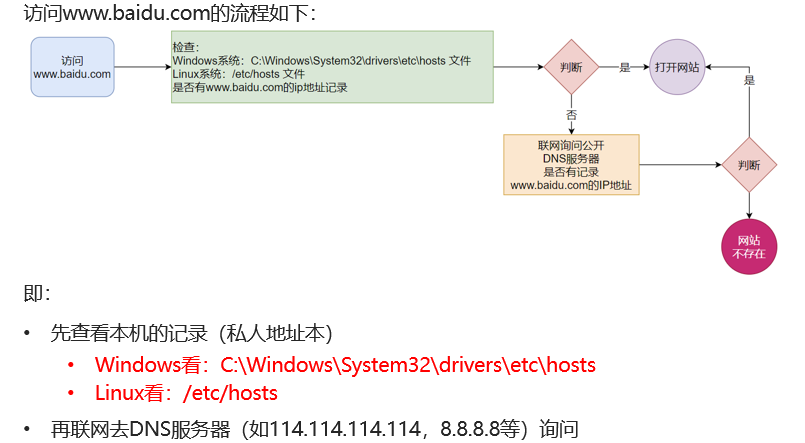 访问www.baidu.com的流程如下：
访问
www.baidu.com
检查：
Windows系统：C:\Windows\System32\drivers\etc\hosts 文件
Linux系统：/etc/hosts 文件
是否有www.baidu.com的ip地址记录
判断
是
打开网站
否
联网询问公开
DNS服务器
是否有记录
www.baidu.com的IP地址
是
判断
网站
不存在
即：
• 先查看本机的记录（私人地址本）
• Windows看：C:\Windows\System32\drivers\etc\hosts
• Linux看：/etc/hosts
• 再联网去DNS服务器（如114.114.114.114，8.8.8.8等）询问